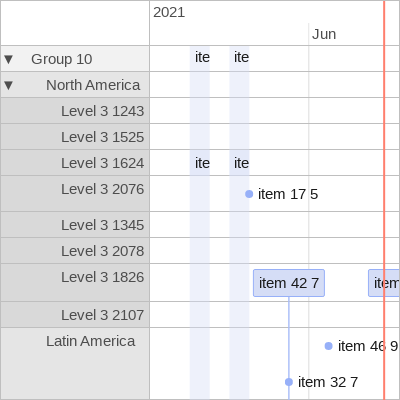 2021
Jun
▼ Group 10 ite ite
▼ North America
Level 3 1243
Level 3 1525
Level 3 1624 ite ite
Level 3 2076 item 17 5
Level 3 1345
Level 3 2078
Level 3 1826 item 42 7 item
Level 3 2107
Latin America item 46 9
item 32 7